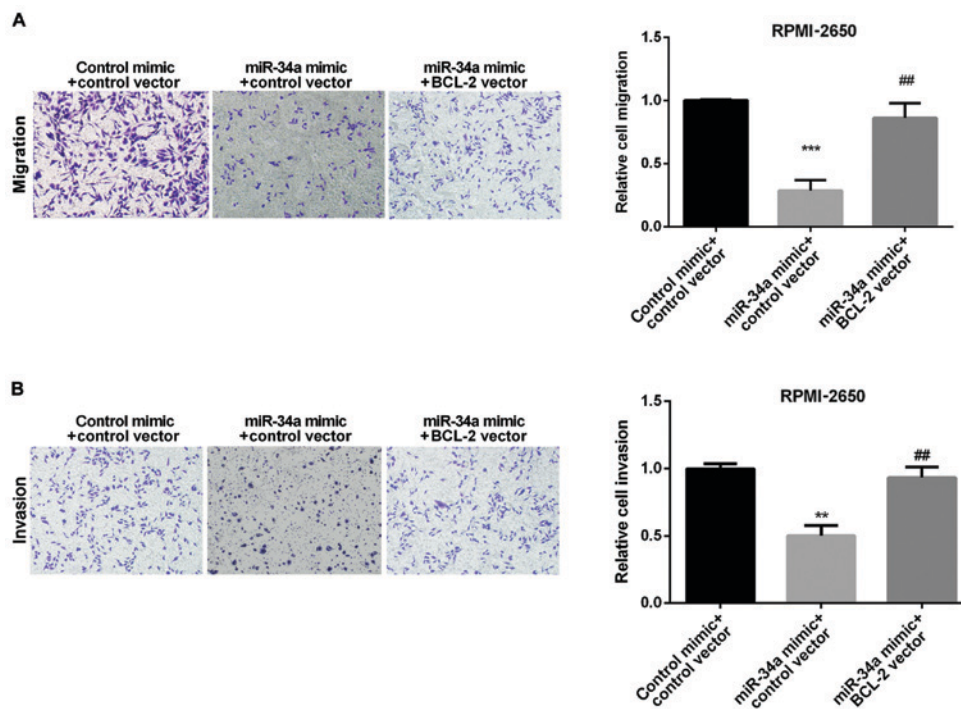 A
Control mimic
+control vector
miR-34a mimic
+control vector
miR-34a mimic
+BCL-2 vector
Migration
RPMI-2650
Relative cell migration
1.5
1.0
0.5
0.0
***
##
Control mimic+
control vector
miR-34a mimic+
control vector
miR-34a mimic+
BCL-2 vector
B
Control mimic
+control vector
miR-34a mimic
+control vector
miR-34a mimic
+BCL-2 vector
Invasion
RPMI-2650
Relative cell invasion
1.5
1.0
0.5
0.0
**
##
Control mimic+
control vector
miR-34a mimic+
control vector
miR-34a mimic+
BCL-2 vector